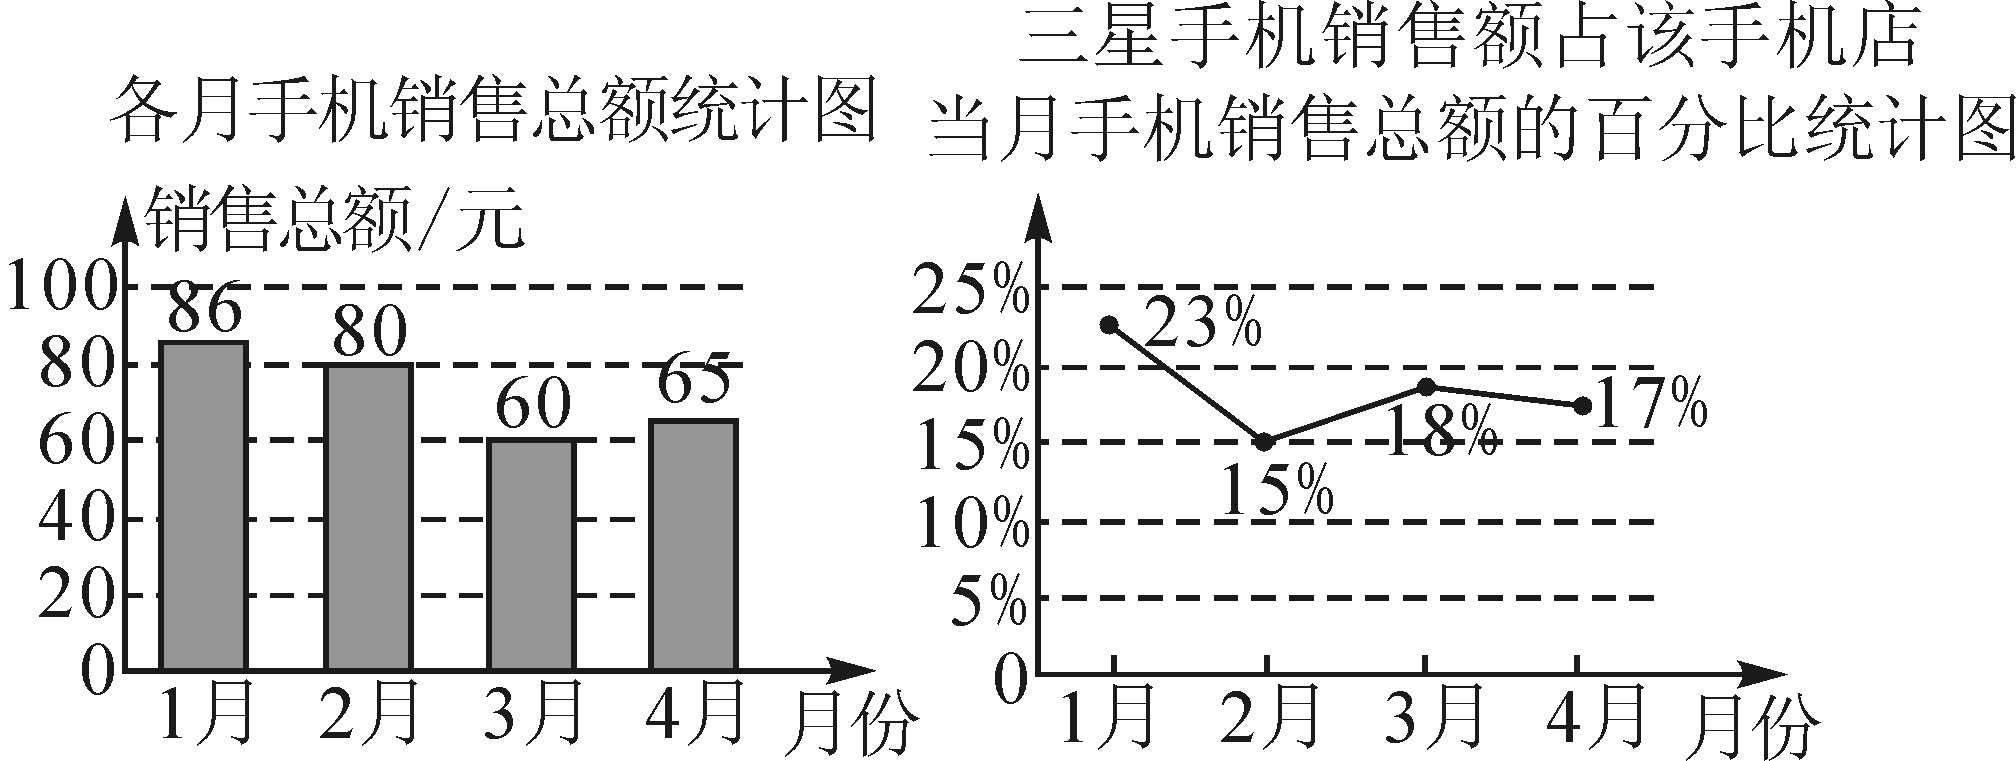 各月手机销售总额统计图
销售总额/元
100
80
60
40
20
0
86
80
60
65
1月
2月
3月
4月
月份
三星手机销售额占该手机店
当月手机销售总额的百分比统计图
25%
20%
15%
10%
5%
0
23%
15%
18%
17%
1月
2月
3月
4月
月份